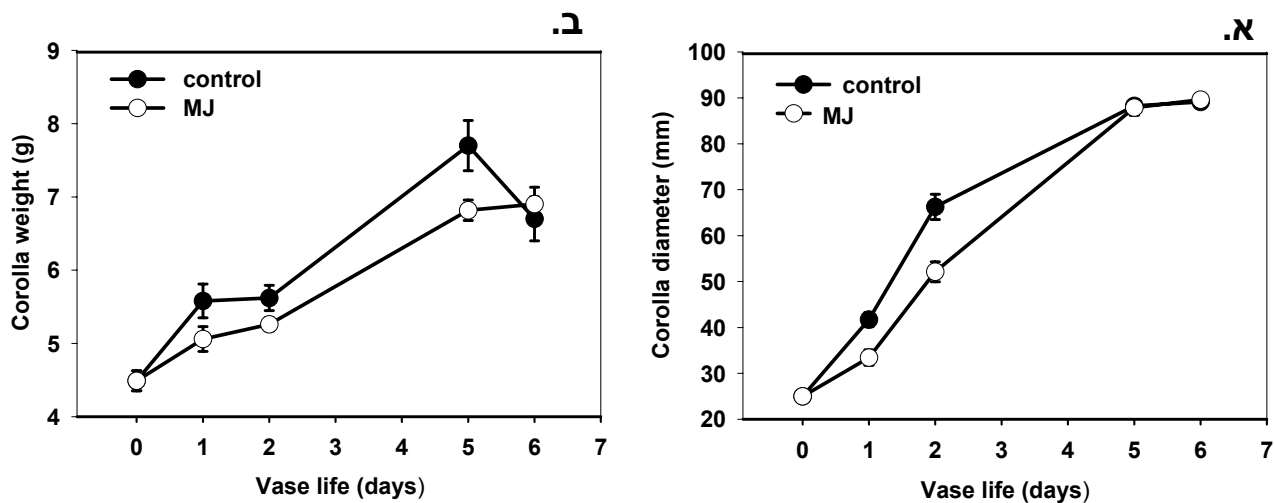 ב.
9
8
7
6
5
4
control
MJ
Corolla weight (g)
0 1 2 3 4 5 6 7
Vase life (days)
א.
100
90
80
70
60
50
40
30
20
control
MJ
Corolla diameter (mm)
0 1 2 3 4 5 6 7
Vase life (days)